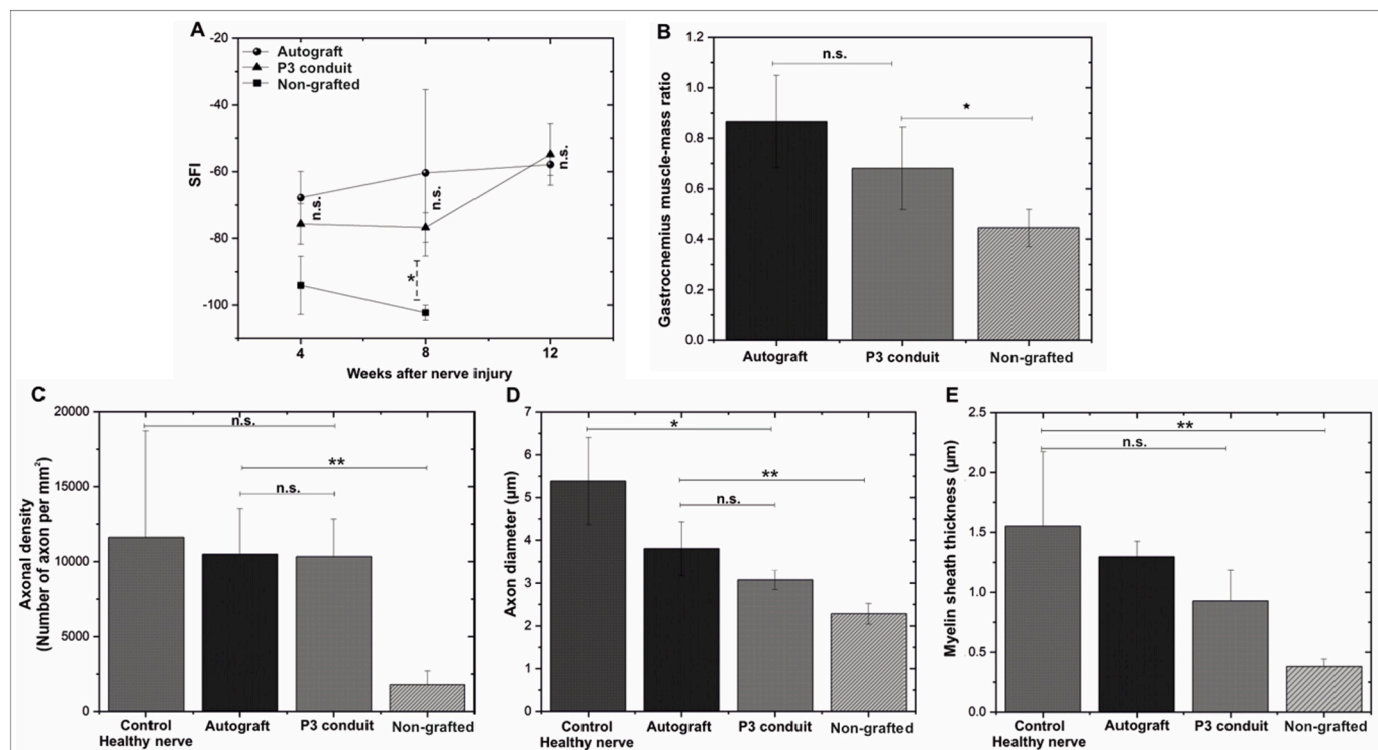 A
-20
-40
-60
-80
-100
SFI
Autograft
P3 conduit
Non-grafted
n.s.
n.s.
n.s.
*
4
8
12
Weeks after nerve injury
B
1.2
1.0
0.8
0.6
0.4
0.2
0.0
Gastrocnemius muscle-mass ratio
n.s.
*
Autograft
P3 conduit
Non-grafted
C
20000
15000
10000
5000
0
Axonal density
(Number of axon per mm²)
n.s.
**
n.s.
Control
Healthy nerve
Autograft
P3 conduit
Non-grafted
D
7
6
5
4
3
2
1
0
Axon diameter (μm)
*
**
n.s.
Control
Healthy nerve
Autograft
P3 conduit
Non-grafted
E
2.5
2.0
1.5
1.0
0.5
0.0
Myelin sheath thickness (μm)
**
n.s.
Control
Healthy nerve
Autograft
P3 conduit
Non-grafted